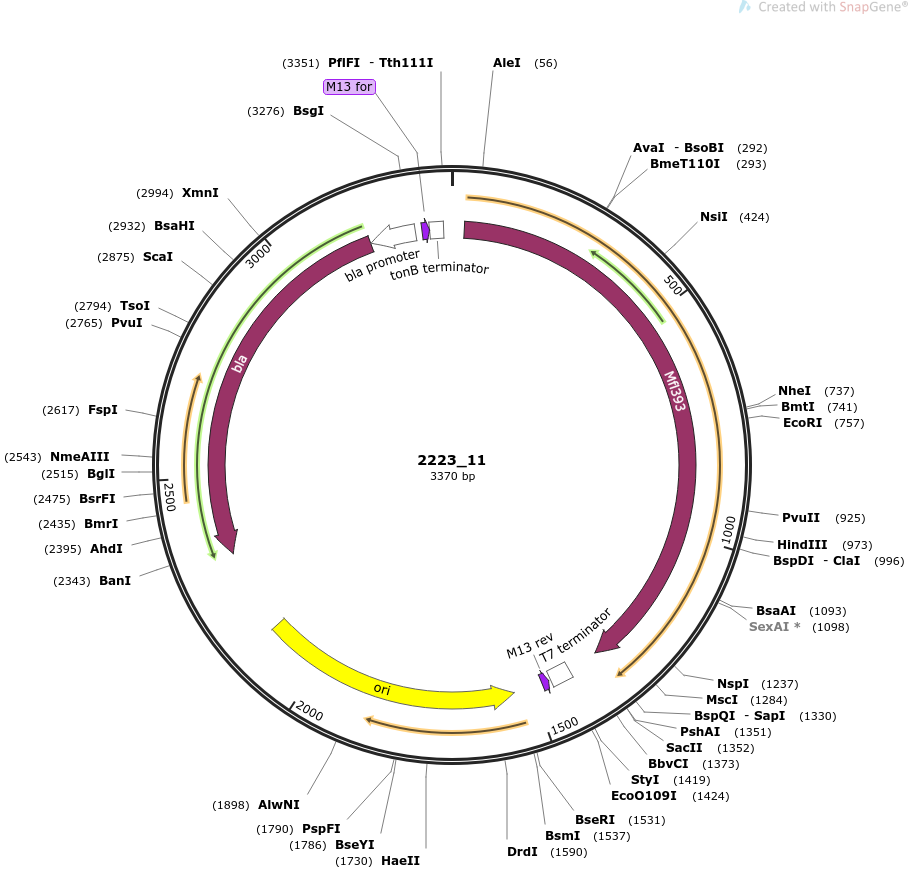 Created with SnapGene®
(3351) PflFI - Tth111I
AleI (56)
M13 for
(3276) BsgI
AvaI - BsoBI (292)
BmeT110I (293)
(2994) XmnI
NsiI (424)
(2932) BsaHI
(2875) ScaI
3000
bla promoter
tonB terminator
500
(2794) TsoI
(2765) PvuI
bla
Mfl393
NheI (737)
BmtI (741)
EcoRI (757)
(2617) FspI
(2543) NmeAIII
(2515) BglI
(2475) BsrFI
(2435) BmrI
(2395) AhdI
(2343) BanI
2500
2223_11
3370 bp
PvuII (925)
1000
HindIII (973)
BspDI - ClaI (996)
BsaAI (1093)
SexAI * (1098)
M13 rev
T7 terminator
ori
2000
1500
NspI (1237)
MscI (1284)
BspQI - SapI (1330)
PshAI (1351)
SacII (1352)
BbvCI (1373)
StyI (1419)
EcoO109I (1424)
BseRI (1531)
BsmI (1537)
DrdI (1590)
(1898) AlwNI
(1790) PspFI
(1786) BseYI
(1730) HaeII